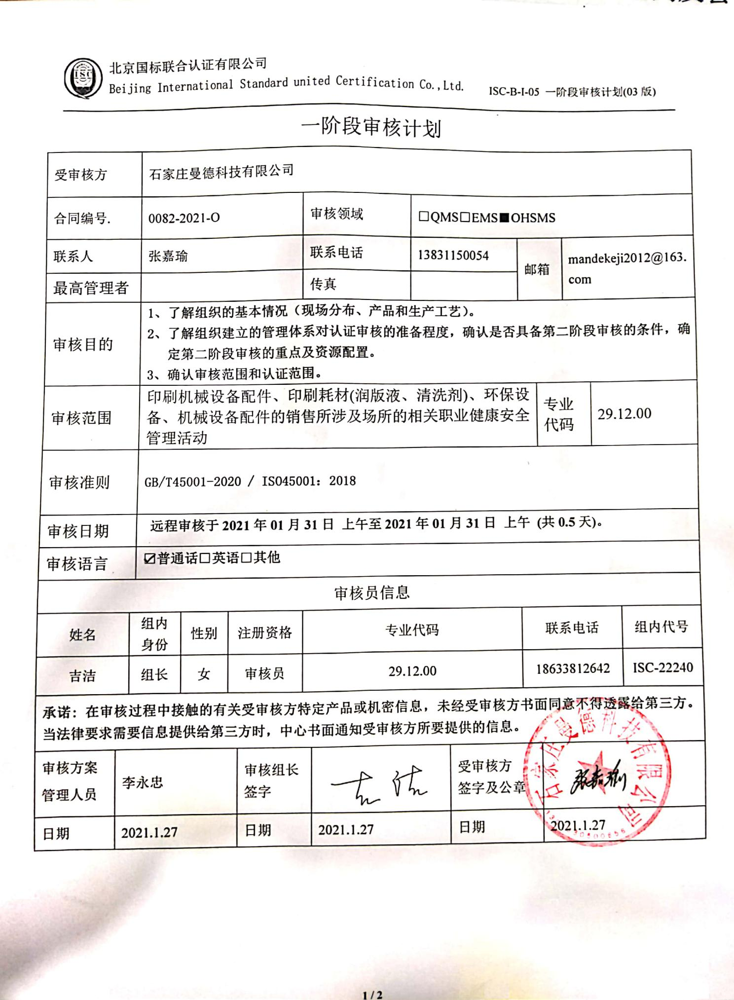 北京国标联合认证有限公司
Beijing International Standard united Certification Co.,Ltd.
ISC-B-I-05 一阶段审核计划(03 版)
ISC
一阶段审核计划
受审核方 石家庄曼德科技有限公司
合同编号. 0082-2021-O 审核领域 □QMS□EMS■OHSMS
联系人 张嘉瑜 联系电话 13831150054 邮箱 mandekeji2012@163.
com
最高管理者 传真
审核目的
1、了解组织的基本情况（现场分布、产品和生产工艺）。
2、了解组织建立的管理体系对认证审核的准备程度，确认是否具备第二阶段审核的条件，确
定第二阶段审核的重点及资源配置。
3、确认审核范围和认证范围。
审核范围
印刷机械设备配件、印刷耗材(润版液、清洗剂)、环保设
备、机械设备配件的销售所涉及场所的相关职业健康安全
管理活动
专业
代码
29.12.00
审核准则 GB/T45001-2020 / ISO45001：2018
审核日期 远程审核于 2021 年 01 月 31 日 上午至 2021 年 01 月 31 日 上午 (共 0.5 天)。
审核语言 ☑普通话□英语□其他
审核员信息
姓名 组内
身份 性别 注册资格 专业代码 联系电话 组内代号
吉洁 组长 女 审核员 29.12.00 18633812642 ISC-22240
承诺：在审核过程中接触的有关受审核方特定产品或机密信息，未经受审核方书面同意不得透露给第三方。
当法律要求需要信息提供给第三方时，中心书面通知受审核方所要提供的信息。
审核方案
管理人员
李永忠
审核组长
签字
吉洁
受审核方
签字及公章
张嘉瑜
石家庄曼德科技有限公司
日期 2021.1.27 日期 2021.1.27 日期 2021.1.27
1 / 2